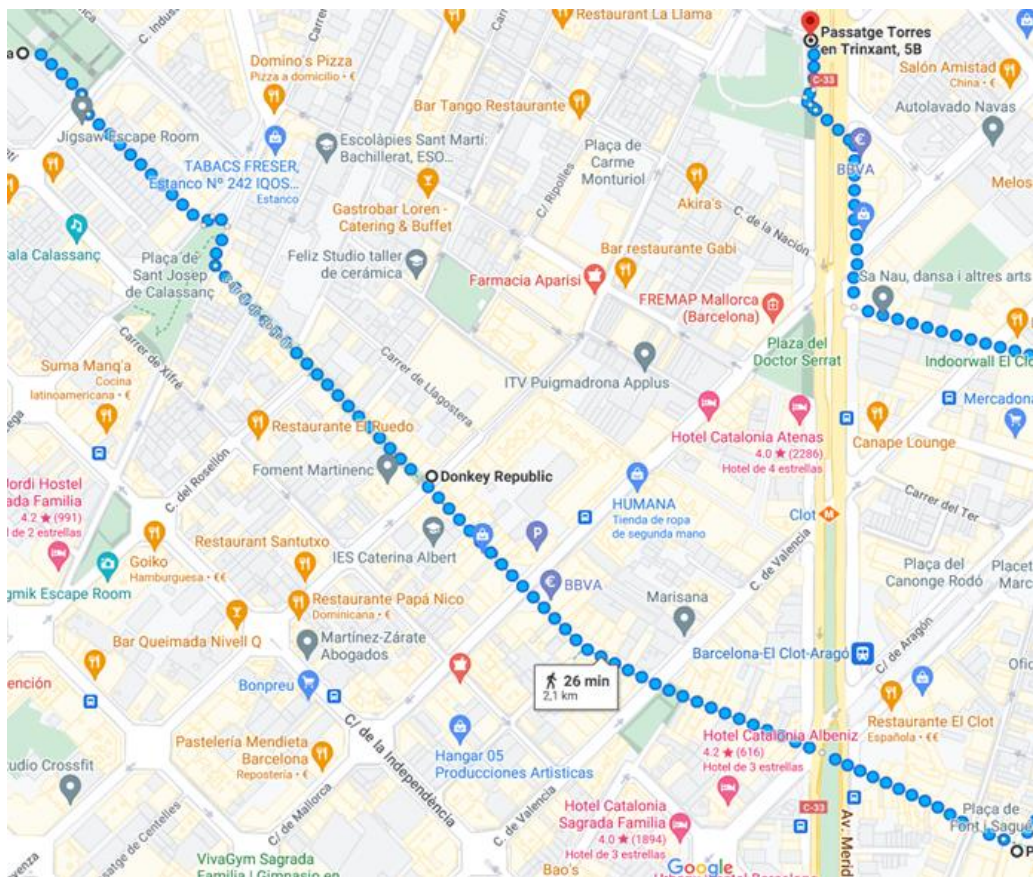 C. Indus
Restaurant La Llama
Passatge Torres
en Trinxant, 5B
a
Domino's Pizza
Pizza a domicilio • €
Salón Amistad
China • €
C-33
Bar Tango Restaurante
Autolavado Navas
Jigsaw Escape Room
Escolàpies Sant Martí:
Bachillerat, ESO...
Plaça de
Carme
Monturiol
BBVA
TABACS FRESER,
Estanco Nº 242 IQOS...
Estanco
C/ Ripolles
Melos
Akira's
Gastrobar Loren -
Catering & Buffet
C. de la Nación
ala Calassanç
Plaça de
Sant Josep
de Calassanç
Feliz Studio taller
de cerámica
Bar restaurante Gabi
Farmacia Aparisi
Sa Nau, dansa i altres arts
FREMAP Mallorca
(Barcelona)
Carrer de Xifré
Plaza del
Doctor Serrat
Indoorwall El Clo
Suma Manq'a
Cocina
latinoamericana • €
Carrer de Llagostera
ITV Puigmadrona Applus
Mercadona
Restaurante El Ruedo
Hotel Catalonia Atenas
4.0 ★ (2286)
Hotel de 4 estrellas
Canape Lounge
Foment Martinenc
Donkey Republic
C. del Rosellón
Jordi Hostel
ada Familia
4.2 ★ (991)
l de 2 estrellas
HUMANA
Tienda de ropa
de segunda mano
Clot
M
Carrer del Ter
P
Restaurant Santutxo
IES Caterina Albert
C. de Valencia
Goiko
Hamburguesa • €€
BBVA
Plaça del
Canonge Rodó
Placet
Marc
gmik Escape Room
Restaurante Papá Nico
Dominicana • €
Marisana
Bar Queimada Nivell Q
Martínez-Zárate
Abogados
Barcelona-El Clot-Aragó
C/ de Aragón
26 min
2,1 km
ención
Bonpreu
Ofic
C/ de la Independència
Restaurante El Clot
Española • €€
Pastelería Mendieta
Barcelona
Repostería • €
Hangar 05
Producciones Artisticas
Hotel Catalonia Albeniz
4.2 ★ (616)
Hotel de 3 estrellas
udio Crossfit
C/ de Mallorca
C. de Valencia
Hotel Catalonia
Sagrada Familia
4.0 ★ (1894)
Hotel de 3 estrellas
C-33
Av. Merid
Plaça de
Font i Sagué
P
satge de Centelles
venza
VivaGym Sagrada
Familia | Gimnasio en
Bao's
Google